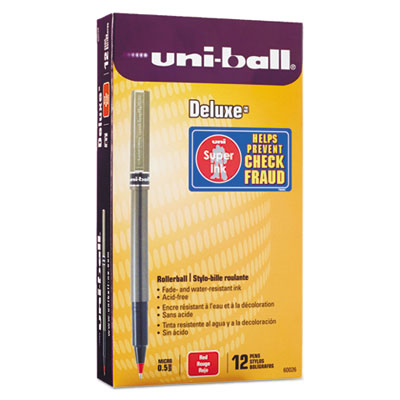 uni-ball®
Deluxe™
uni
Super
ink
HELPS
PREVENT
CHECK
FRAUD
Rollerball | Stylo-bille roulante
• Fade- and water-resistant ink
• Acid-free
• Encre résistant à l'eau et à la décoloration
• Sans acide
• Tinta resistente al agua y a la decoloración
• Sin ácido
MICRO
0.5
Red
Rouge
Rojo
12 PENS
STYLOS
BOLÍGRAFOS
60026
uni-ball
Deluxe
12